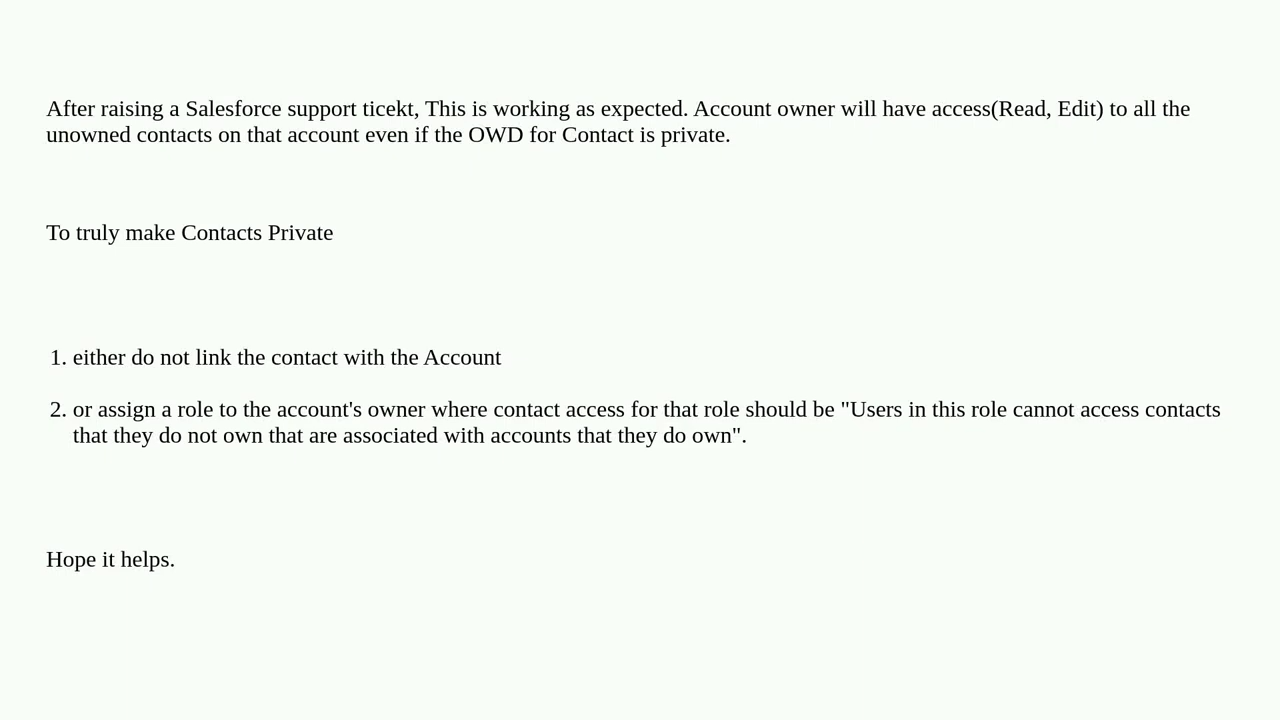 After raising a Salesforce support ticekt, This is working as expected. Account owner will have access(Read, Edit) to all the
unowned contacts on that account even if the OWD for Contact is private.
To truly make Contacts Private
1. either do not link the contact with the Account
2. or assign a role to the account's owner where contact access for that role should be "Users in this role cannot access contacts
that they do not own that are associated with accounts that they do own".
Hope it helps.